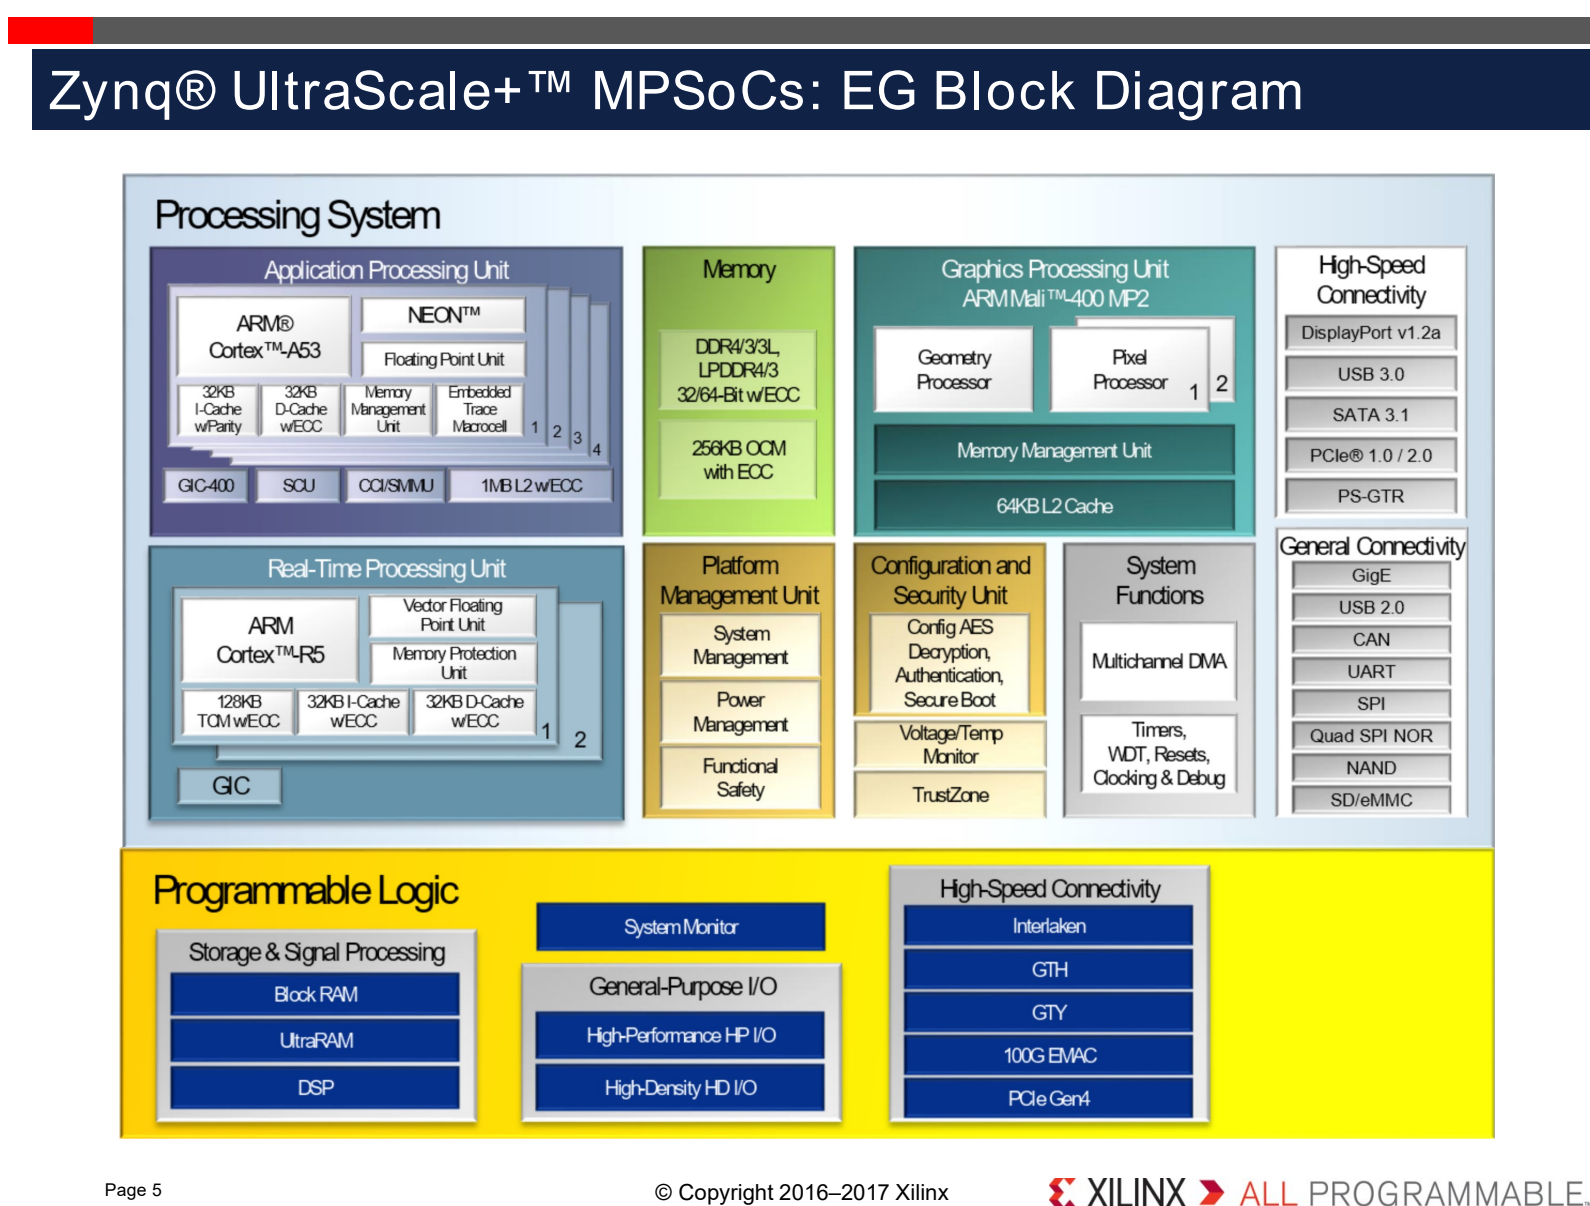 Zynq® UltraScale+™ MPSoCs: EG Block Diagram
Processing System
Application Processing Unit
ARM®
Cortex™-A53
NEON™
Floating Point Unit
32KB
I-Cache
w/Parity
32KB
D-Cache
w/ECC
Memory
Management
Unit
Embedded
Trace
Macrocell
1
2
3
4
GIC-400
SCU
CCI/SMMU
1MB L2 w/ECC
Memory
DDR4/3/3L,
LPDDR4/3
32/64-Bit w/ECC
256KB OCM
with ECC
Graphics Processing Unit
ARM Mali™-400 MP2
Geometry
Processor
Pixel
Processor
1
2
Memory Management Unit
64KB L2 Cache
High-Speed
Connectivity
DisplayPort v1.2a
USB 3.0
SATA 3.1
PCIe® 1.0 / 2.0
PS-GTR
Real-Time Processing Unit
ARM
Cortex™-R5
Vector Floating
Point Unit
Memory Protection
Unit
128KB
TCM w/ECC
32KB I-Cache
w/ECC
32KB D-Cache
w/ECC
1
2
GIC
Platform
Management Unit
System
Management
Power
Management
Functional
Safety
Configuration and
Security Unit
Config AES
Decryption,
Authentication,
Secure Boot
Voltage/Temp
Monitor
TrustZone
System
Functions
Multichannel DMA
Timers,
WDT, Resets,
Clocking & Debug
General Connectivity
GigE
USB 2.0
CAN
UART
SPI
Quad SPI NOR
NAND
SD/eMMC
Programmable Logic
Storage & Signal Processing
Block RAM
UltraRAM
DSP
System Monitor
General-Purpose I/O
High-Performance HP I/O
High-Density HD I/O
High-Speed Connectivity
Interlaken
GTH
GTY
100G EMAC
PCIe Gen4
Page 5
© Copyright 2016–2017 Xilinx
XILINX ALL PROGRAMMABLE™